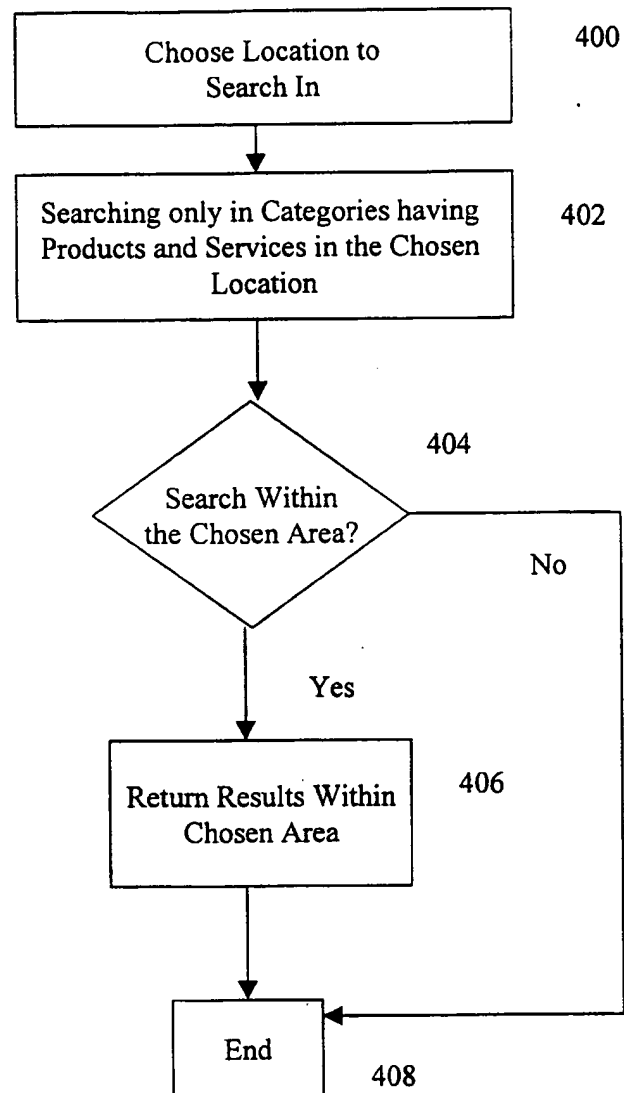 Choose Location to
Search In
400
Searching only in Categories having
Products and Services in the Chosen
Location
402
404
Search Within
the Chosen Area?
No
Yes
Return Results Within
Chosen Area
406
End
408